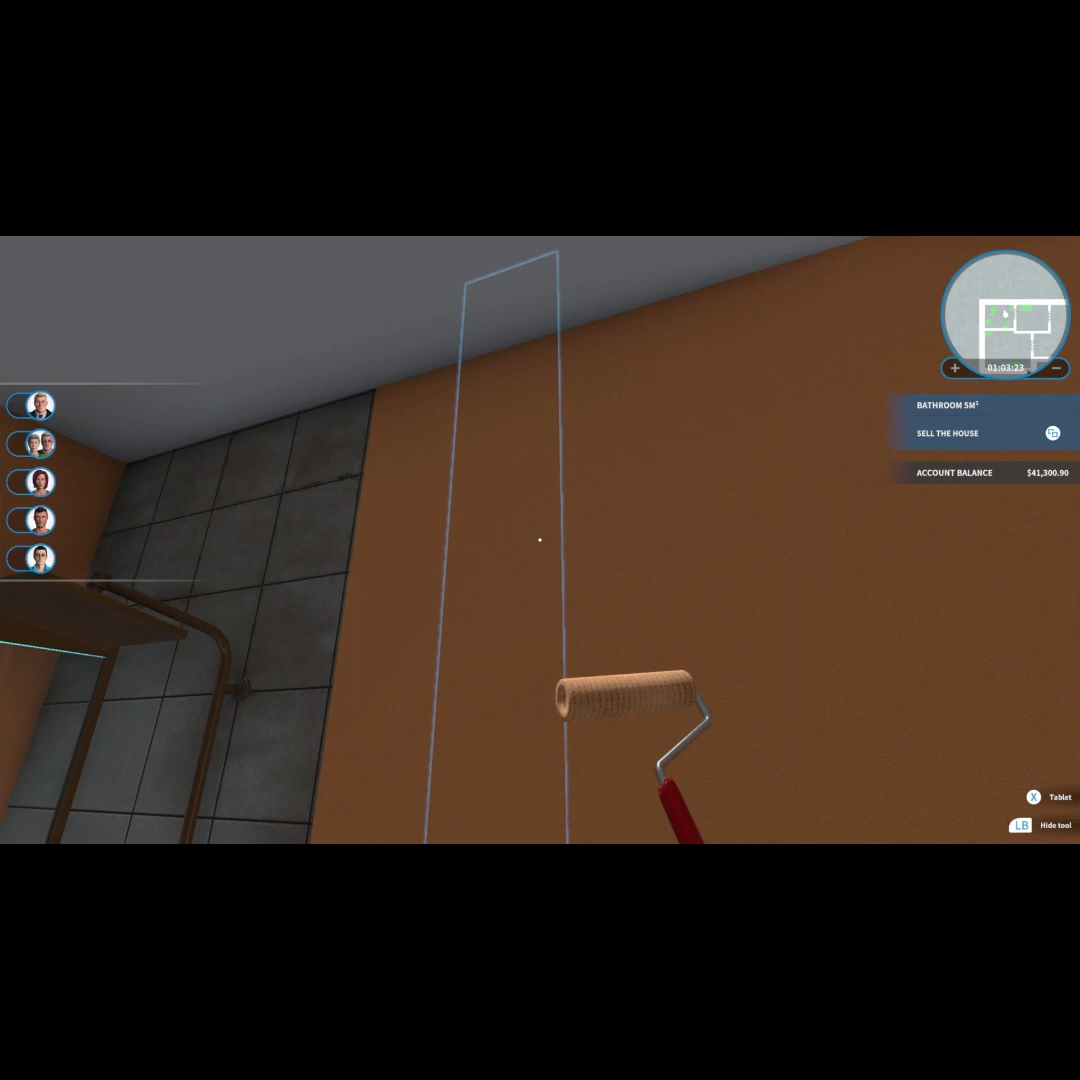 01:03:23
BATHROOM 5M²
SELL THE HOUSE
ACCOUNT BALANCE $41,300.90
X Tablet
LB Hide tool